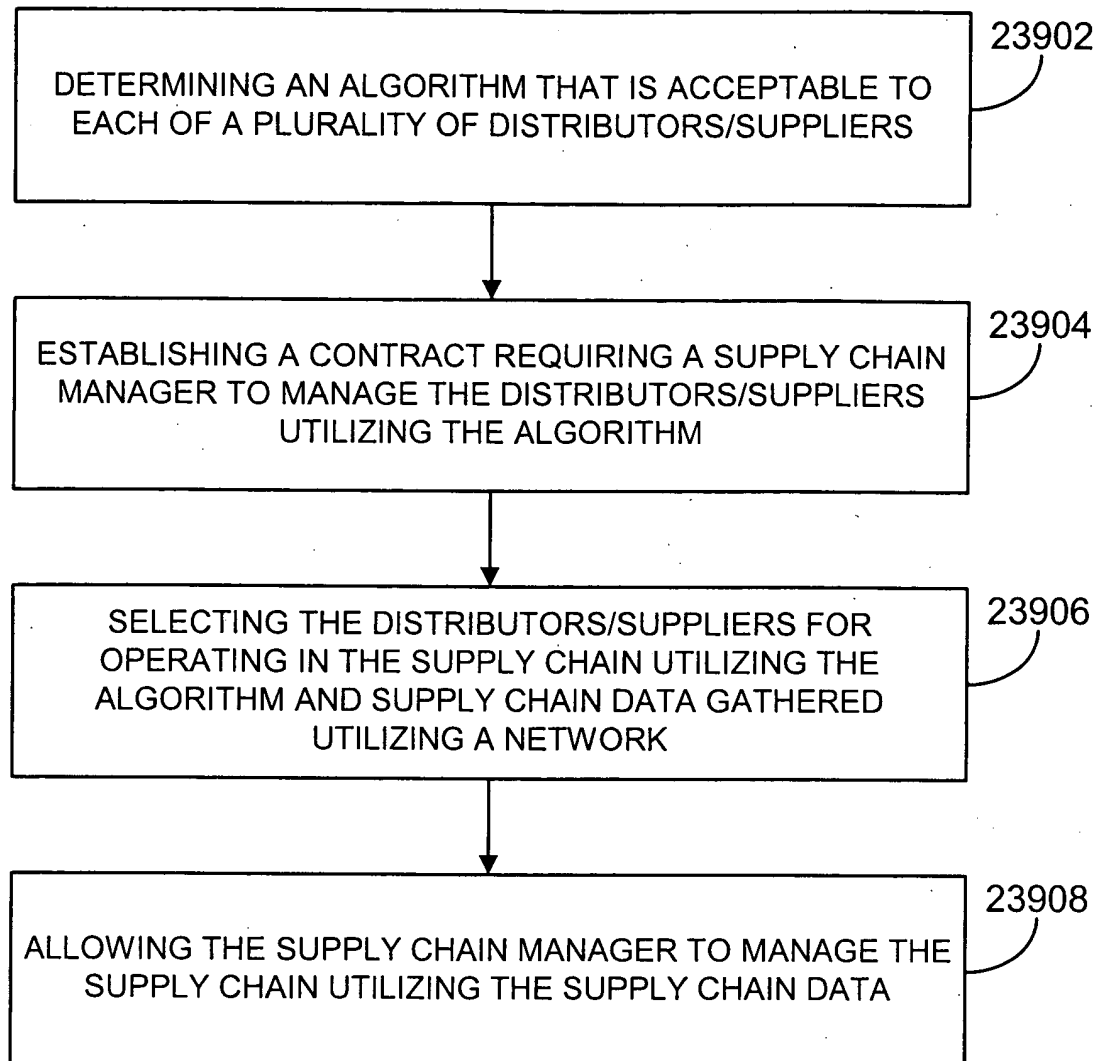 23902
DETERMINING AN ALGORITHM THAT IS ACCEPTABLE TO
EACH OF A PLURALITY OF DISTRIBUTORS/SUPPLIERS
23904
ESTABLISHING A CONTRACT REQUIRING A SUPPLY CHAIN
MANAGER TO MANAGE THE DISTRIBUTORS/SUPPLIERS
UTILIZING THE ALGORITHM
23906
SELECTING THE DISTRIBUTORS/SUPPLIERS FOR
OPERATING IN THE SUPPLY CHAIN UTILIZING THE
ALGORITHM AND SUPPLY CHAIN DATA GATHERED
UTILIZING A NETWORK
23908
ALLOWING THE SUPPLY CHAIN MANAGER TO MANAGE THE
SUPPLY CHAIN UTILIZING THE SUPPLY CHAIN DATA